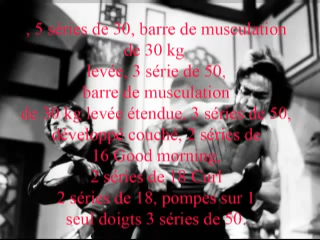 , 5 séries de 30, barre de musculation
de 30 kg
levée, 3 série de 50,
barre de musculation
de 30 kg levée étendue, 3 séries de 50,
développé couché, 2 séries de
16 Good morning,
2 séries de 18 Curl
2 séries de 18, pompes sur 1
seul doigts 3 séries de 50.